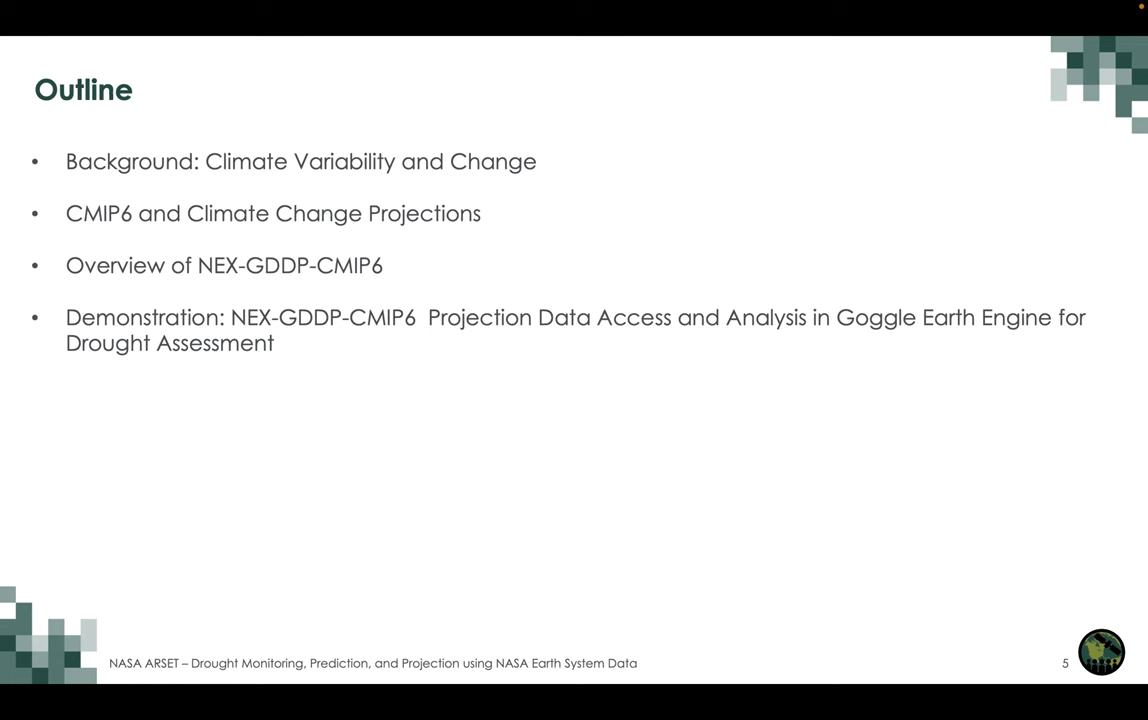 Outline
• Background: Climate Variability and Change
• CMIP6 and Climate Change Projections
• Overview of NEX-GDDP-CMIP6
• Demonstration: NEX-GDDP-CMIP6  Projection Data Access and Analysis in Goggle Earth Engine for
Drought Assessment
NASA ARSET – Drought Monitoring, Prediction, and Projection using NASA Earth System Data
5